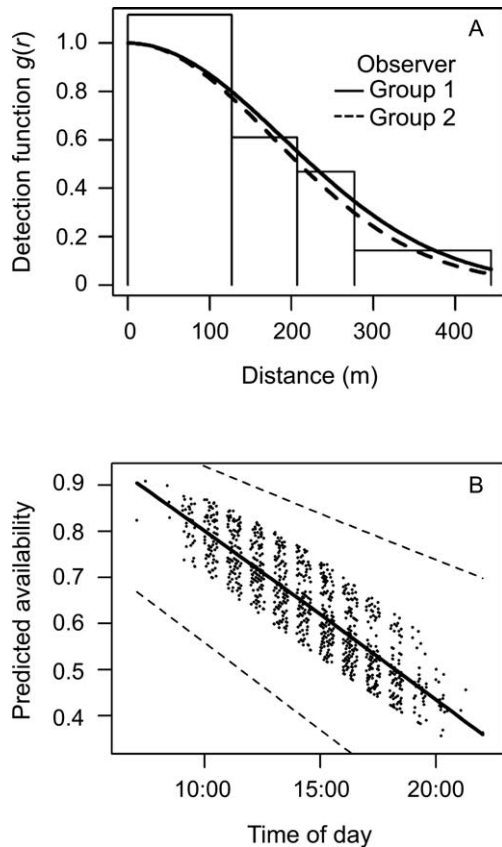 A
Detection function g(r)
1.0
0.8
0.6
0.4
0.2
0
Observer
Group 1
Group 2
0 100 200 300 400
Distance (m)
B
Predicted availability
0.9
0.8
0.7
0.6
0.5
0.4
10:00 15:00 20:00
Time of day